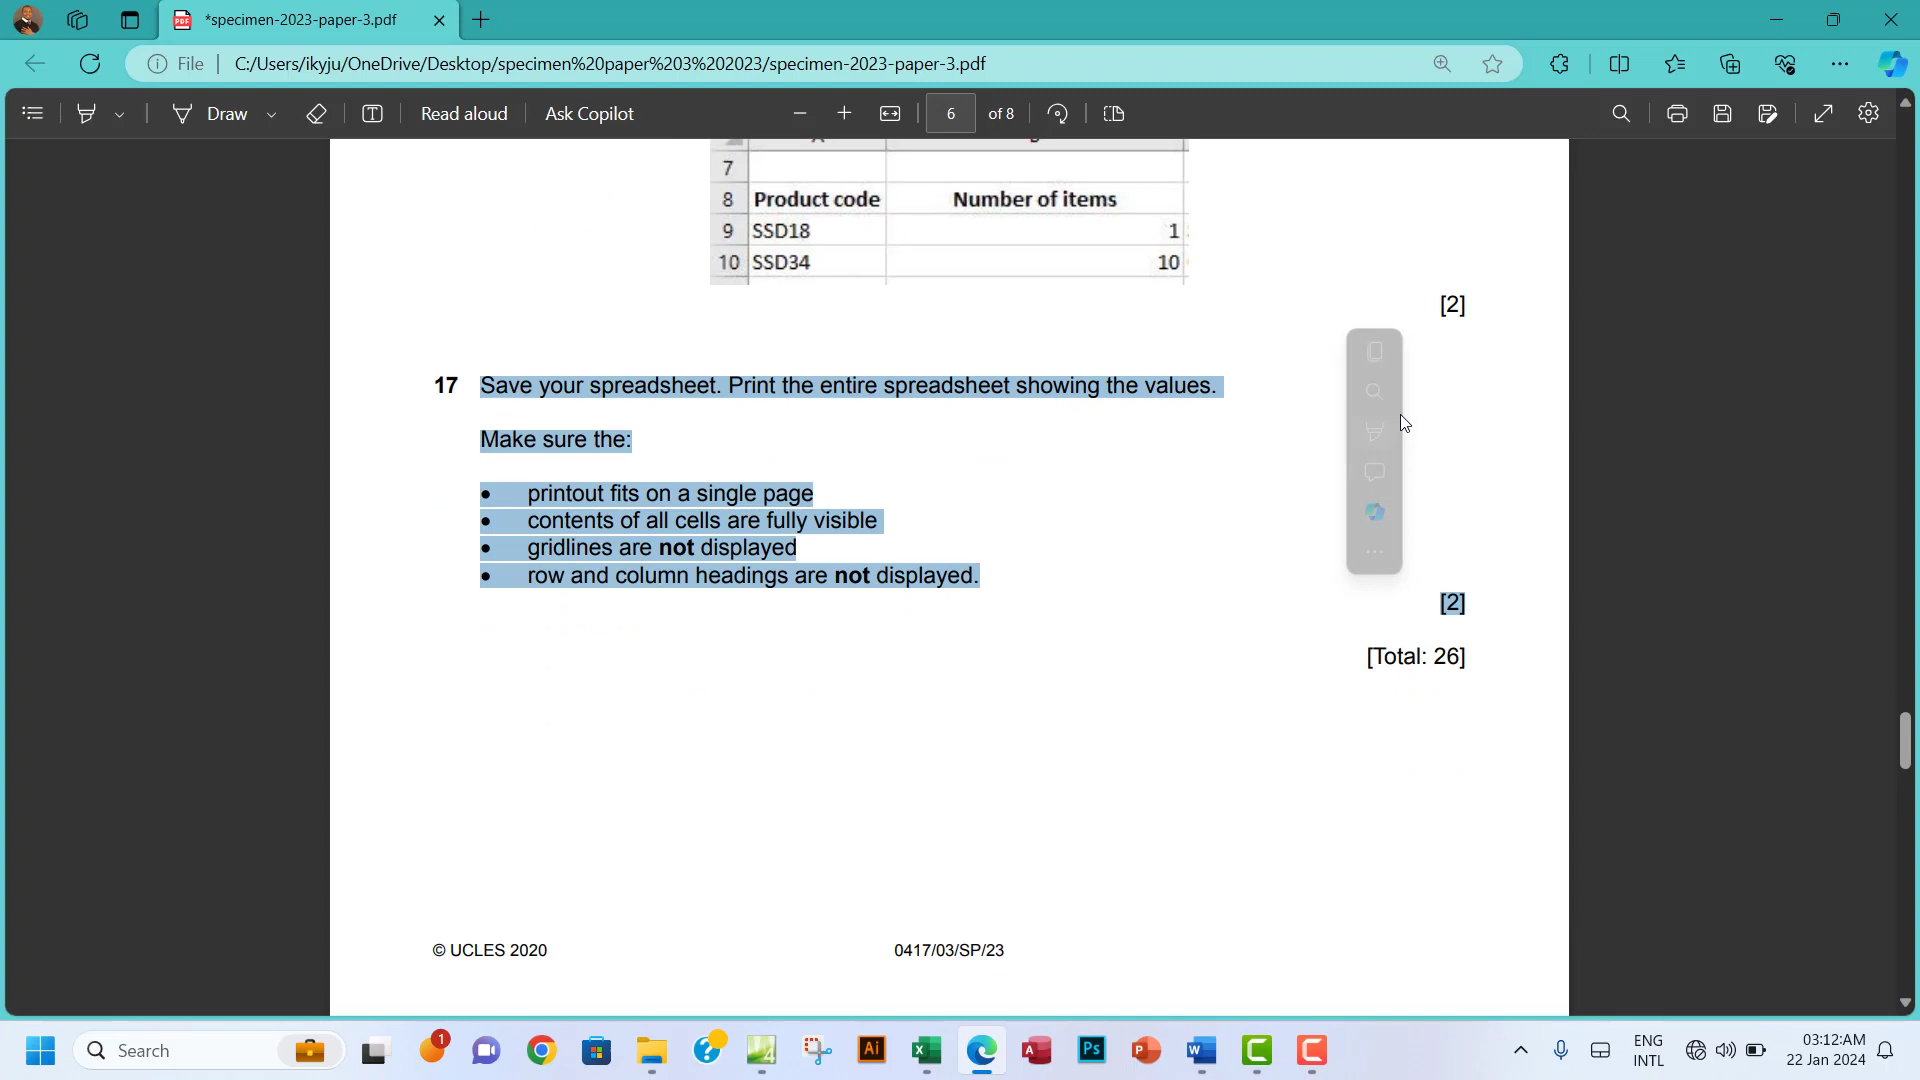 *specimen-2023-paper-3.pdf
File
C:/Users/ikyju/OneDrive/Desktop/specimen%20paper%203%202023/specimen-2023-paper-3.pdf
Draw
Read aloud
Ask Copilot
6
of 8
7
8 Product code Number of items
9 SSD18 1
10 SSD34 10
[2]
17 Save your spreadsheet. Print the entire spreadsheet showing the values.
Make sure the:
• printout fits on a single page
• contents of all cells are fully visible
• gridlines are not displayed
• row and column headings are not displayed.
[2]
[Total: 26]
© UCLES 2020
0417/03/SP/23
Search
1
Ai
Ps
ENG
INTL
03:12:AM
22 Jan 2024